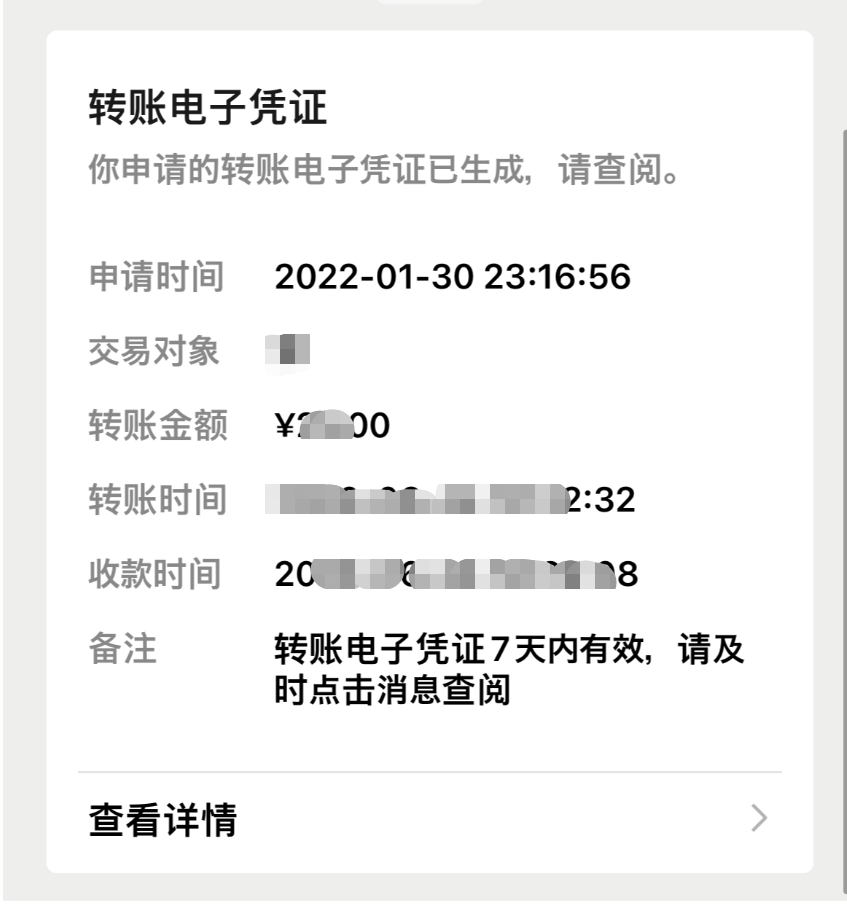 转账电子凭证
你申请的转账电子凭证已生成，请查阅。
申请时间 2022-01-30 23:16:56
交易对象
转账金额 ¥ 00
转账时间 2:32
收款时间 20 8
备注 转账电子凭证7天内有效，请及
时点击消息查阅
查看详情